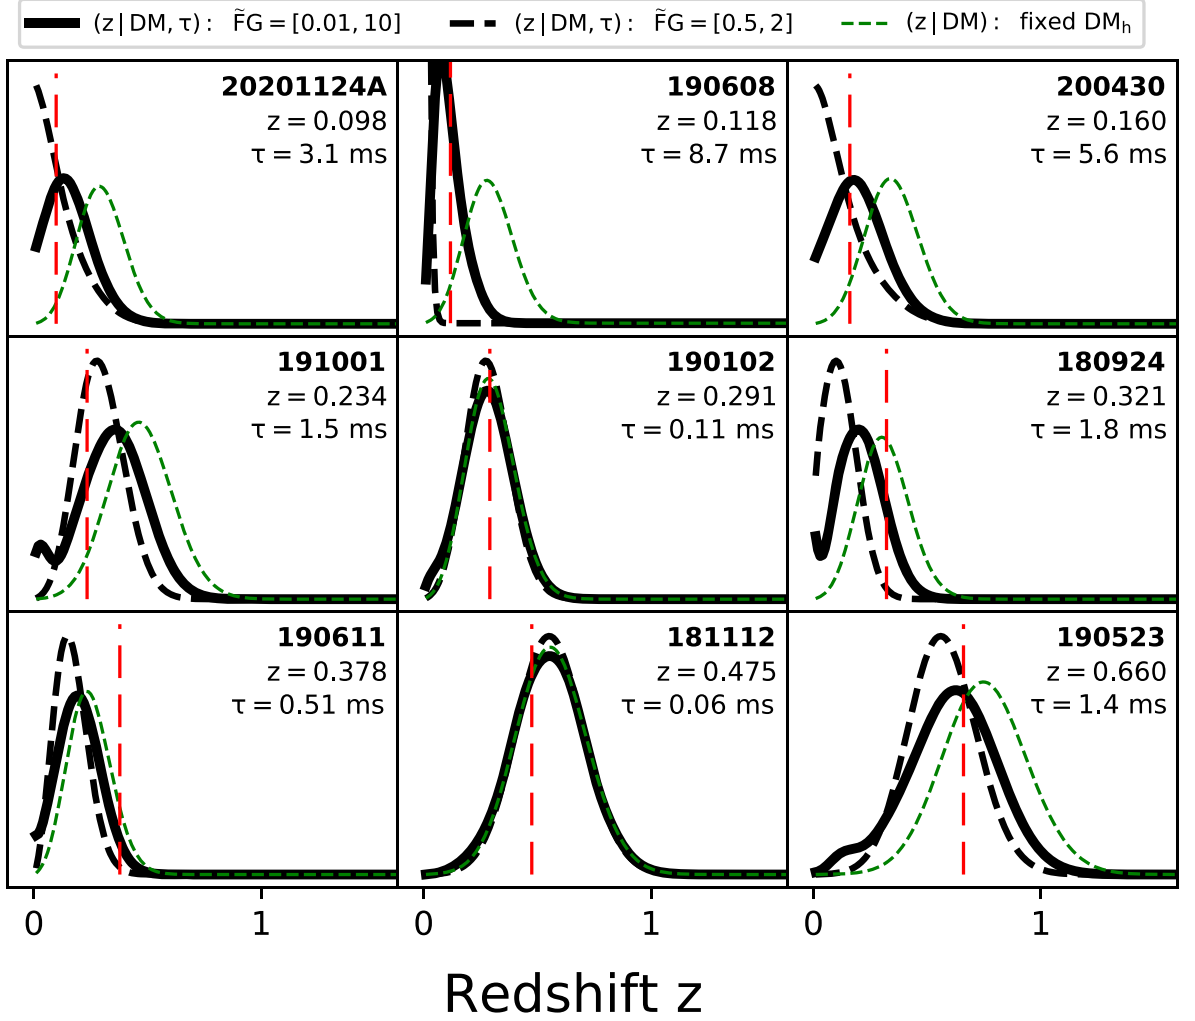 (z | DM, τ) : F̃G = [0.01, 10] (z | DM, τ) : F̃G = [0.5, 2] (z | DM) : fixed DMₕ
20201124A
z = 0.098
τ = 3.1 ms
190608
z = 0.118
τ = 8.7 ms
200430
z = 0.160
τ = 5.6 ms
191001
z = 0.234
τ = 1.5 ms
190102
z = 0.291
τ = 0.11 ms
180924
z = 0.321
τ = 1.8 ms
190611
z = 0.378
τ = 0.51 ms
181112
z = 0.475
τ = 0.06 ms
190523
z = 0.660
τ = 1.4 ms
0 1 0 1 0 1
Redshift z